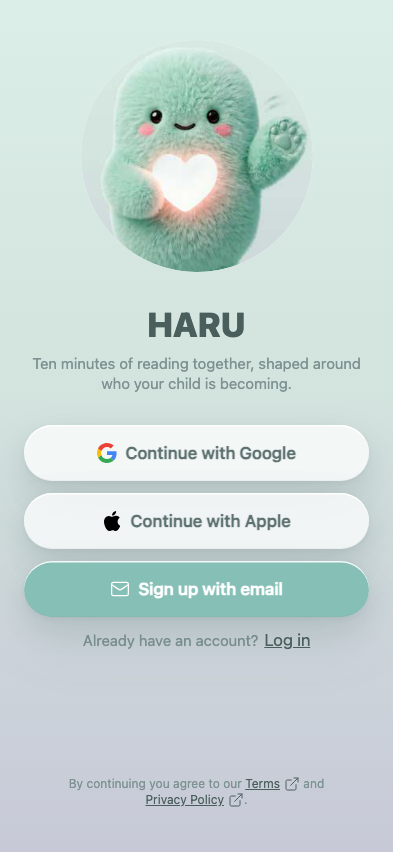 HARU
Ten minutes of reading together, shaped around
who your child is becoming.
Continue with Google
Continue with Apple
Sign up with email
Already have an account? Log in
By continuing you agree to our Terms and
Privacy Policy.